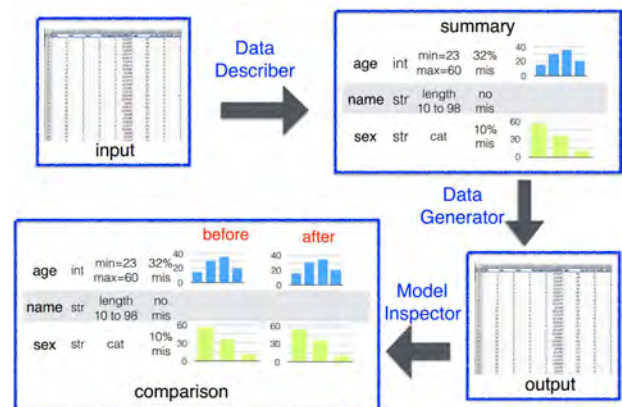 input
Data
Describer
summary
age int min=23 max=60 32% mis
40
20
0
name str length 10 to 98 no mis
sex str cat 10% mis
60
30
0
Data
Generator
output
Model
Inspector
before after
age int min=23 max=60 32% mis
40
20
0
40
20
0
name str length 10 to 98 no mis
sex str cat 10% mis
60
30
0
60
30
0
comparison